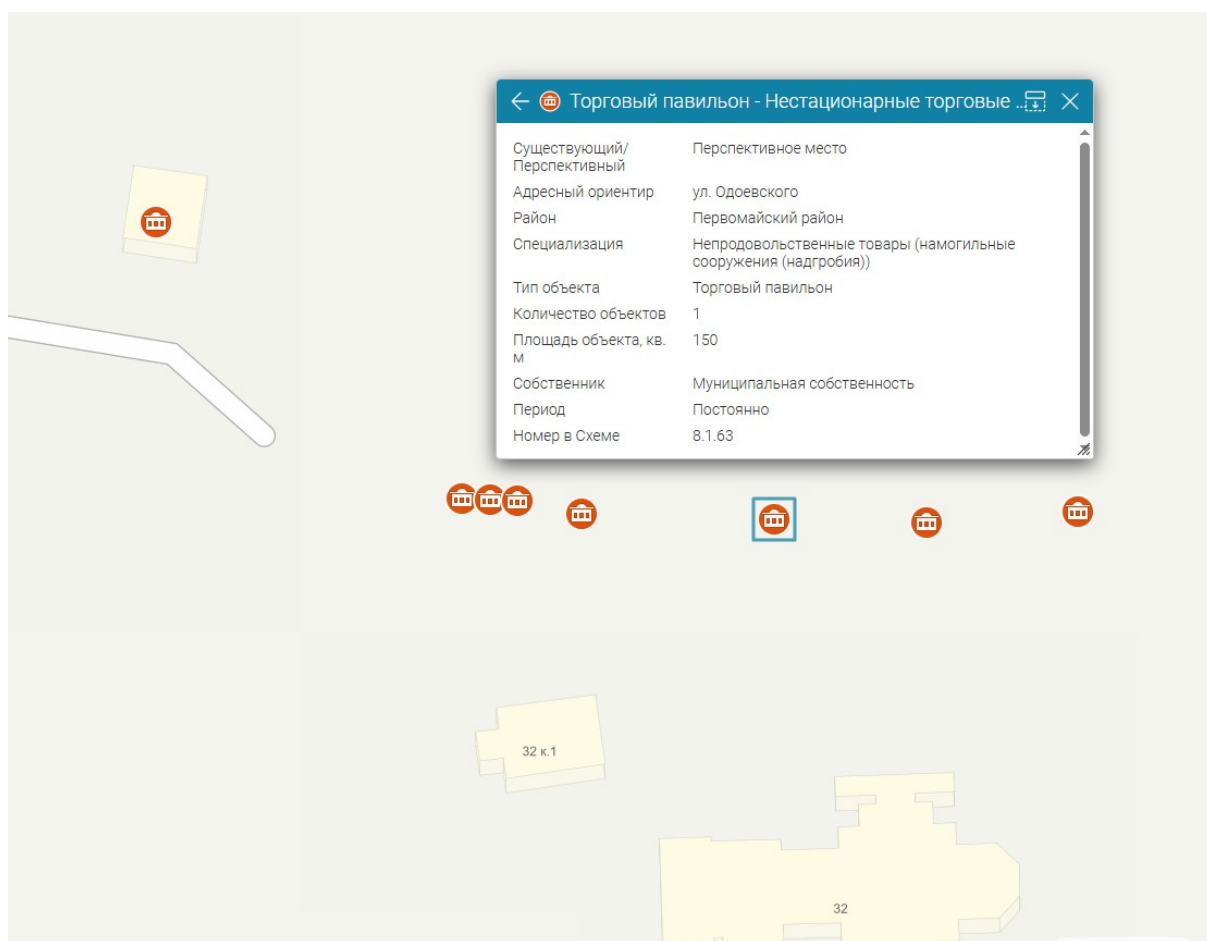 Торговый павильон - Нестационарные торговые ...
Существующий/ Перспективное место
Перспективный
Адресный ориентир ул. Одоевского
Район Первомайский район
Специализация Непродовольственные товары (намогильные
сооружения (надгробия))
Тип объекта Торговый павильон
Количество объектов 1
Площадь объекта, кв. 150
м
Собственник Муниципальная собственность
Период Постоянно
Номер в Схеме 8.1.63
32 к.1
32